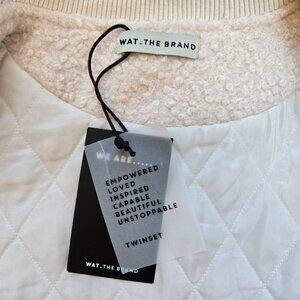 WAT.THE BRAND
WE ARE.....
EMPOWERED
LOVED
INSPIRED
CAPABLE
BEAUTIFUL
UNSTOPPABLE
TWINSET
WAT.THE BRAND